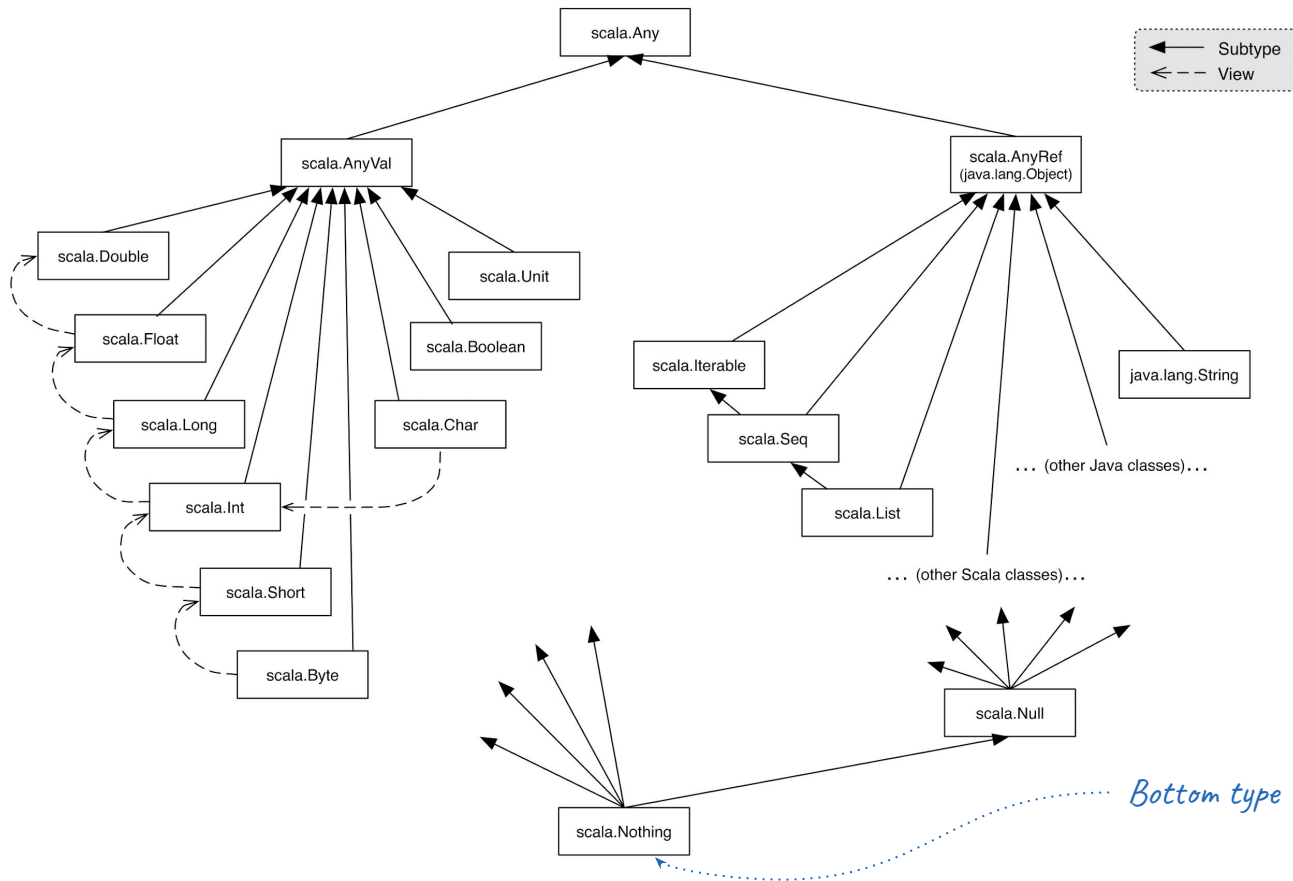 scala.Any
Subtype
View
scala.AnyVal
scala.AnyRef
(java.lang.Object)
scala.Double
scala.Unit
scala.Float
scala.Boolean
scala.Iterable
java.lang.String
scala.Long
scala.Char
scala.Seq
... (other Java classes)...
scala.Int
scala.List
... (other Scala classes)...
scala.Short
scala.Byte
scala.Null
Bottom type
scala.Nothing